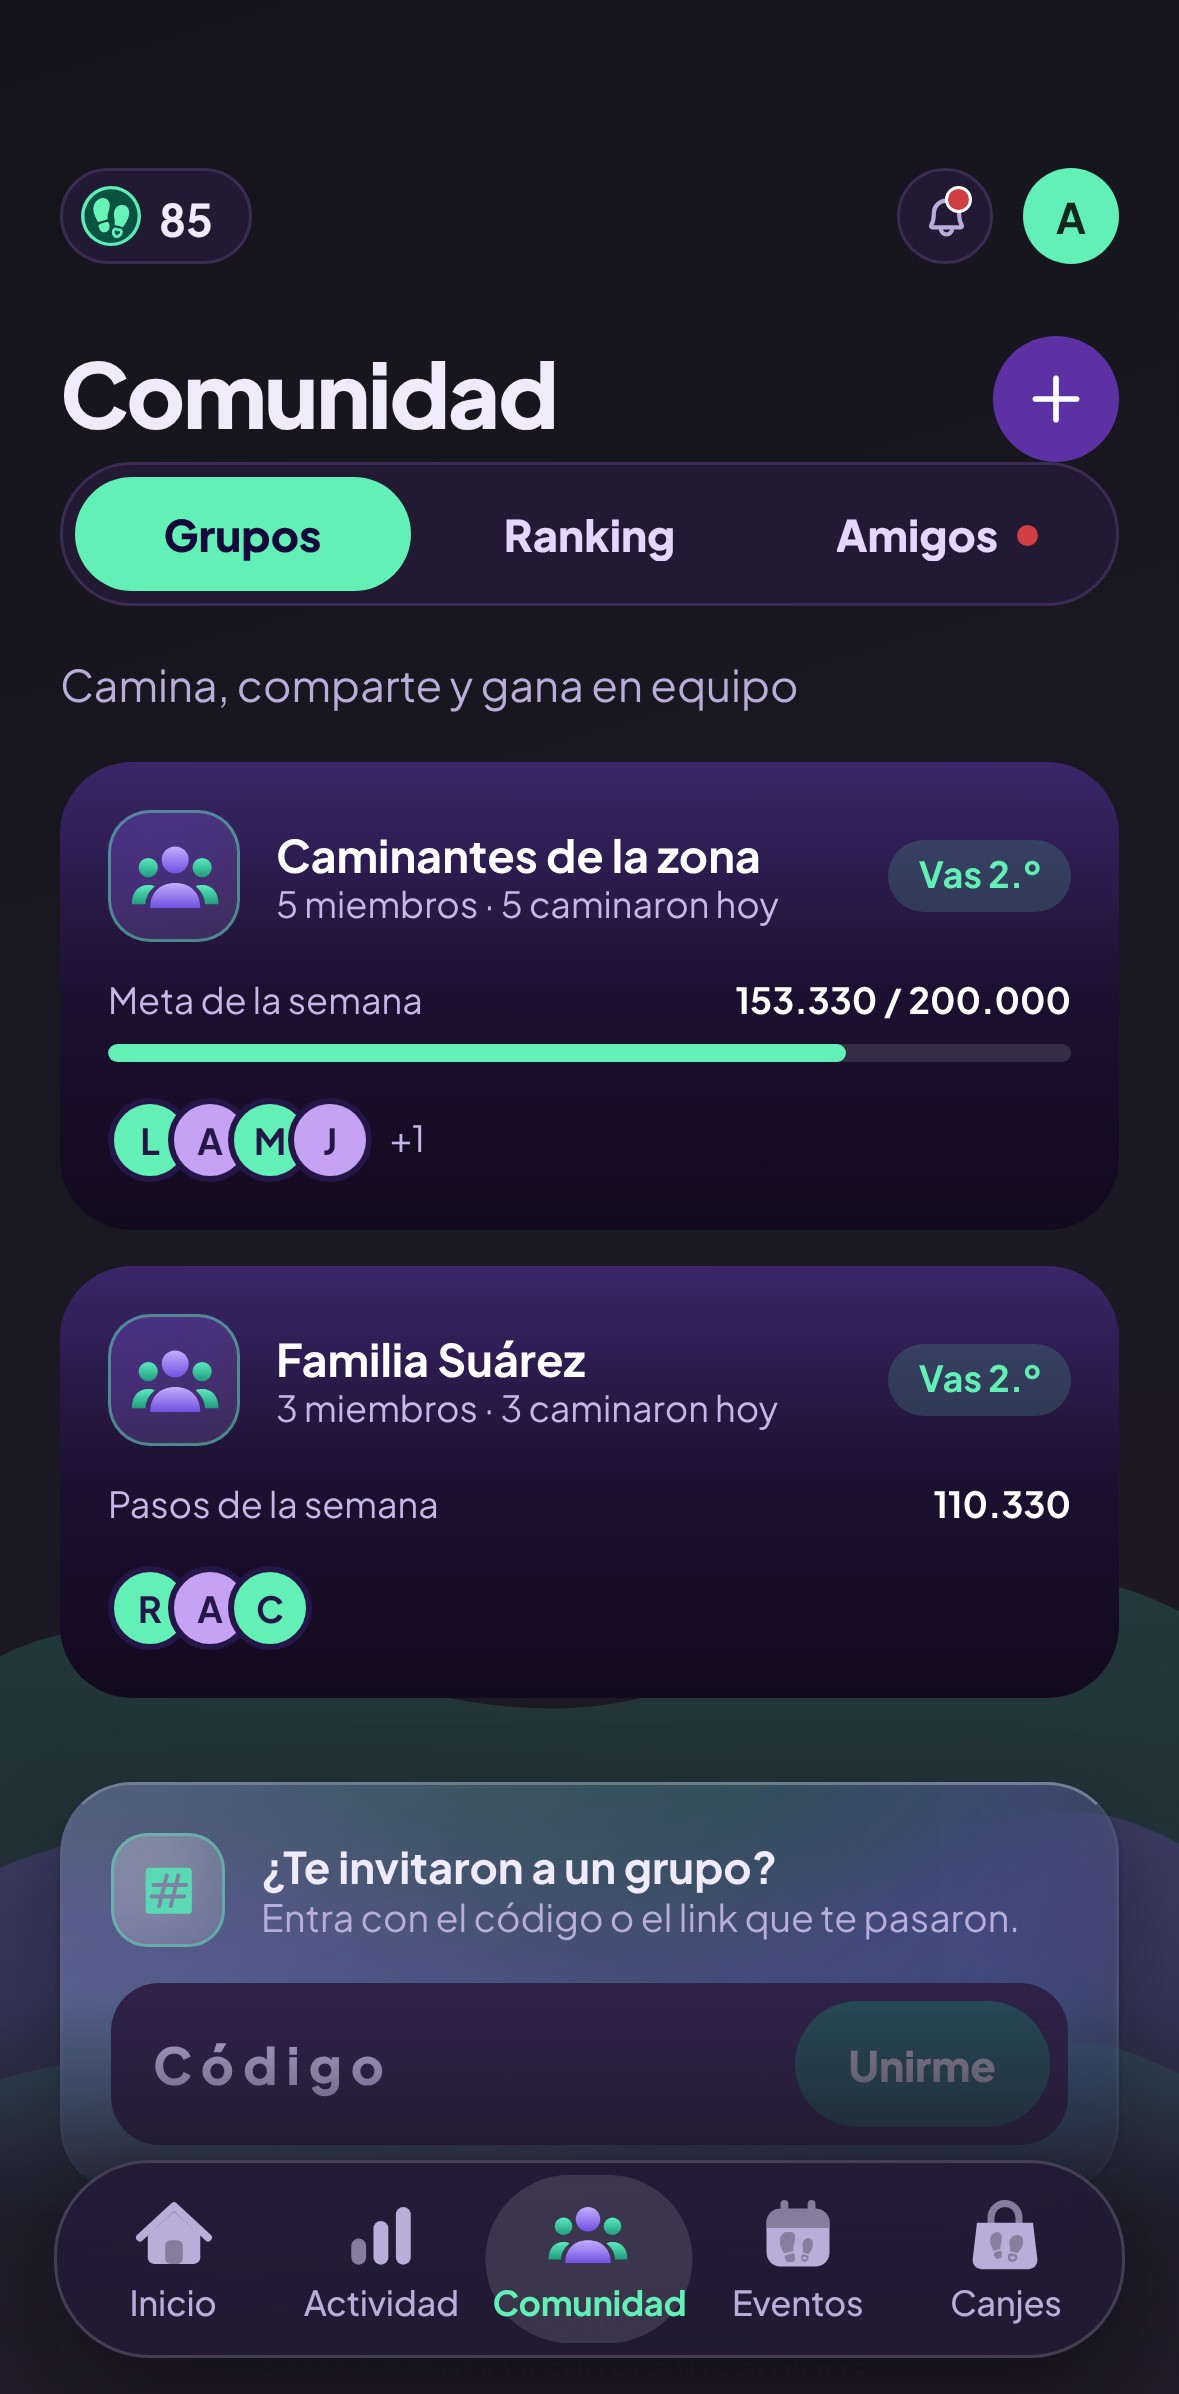 85
A
Comunidad
Grupos
Ranking
Amigos
Camina, comparte y gana en equipo
Caminantes de la zona
5 miembros · 5 caminaron hoy
Vas 2.º
Meta de la semana
153.330 / 200.000
L A M J +1
Familia Suárez
3 miembros · 3 caminaron hoy
Vas 2.º
Pasos de la semana
110.330
R A C
¿Te invitaron a un grupo?
Entra con el código o el link que te pasaron.
Código
Unirme
Inicio
Actividad
Comunidad
Eventos
Canjes